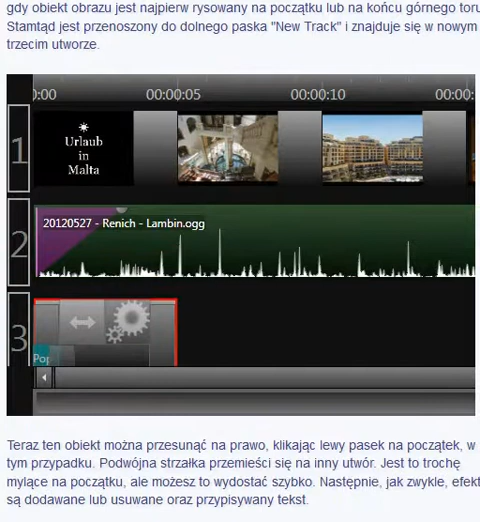 gdy obiekt obrazu jest najpierw rysowany na początku lub na końcu górnego toru
Stamtąd jest przenoszony do dolnego paska "New Track" i znajduje się w nowym
trzecim utworze.
0:00 00:00:05 00:00:10 00:00:
1
Urlaub
in
Malta
2
20120527 - Renich - Lambin.ogg
3
Pop
Teraz ten obiekt można przesunąć na prawo, klikając lewy pasek na początek, w
tym przypadku. Podwójna strzałka przemieści się na inny utwór. Jest to trochę
mylące na początku, ale możesz to wydostać szybko. Następnie, jak zwykle, efekt
są dodawane lub usuwane oraz przypisywany tekst.